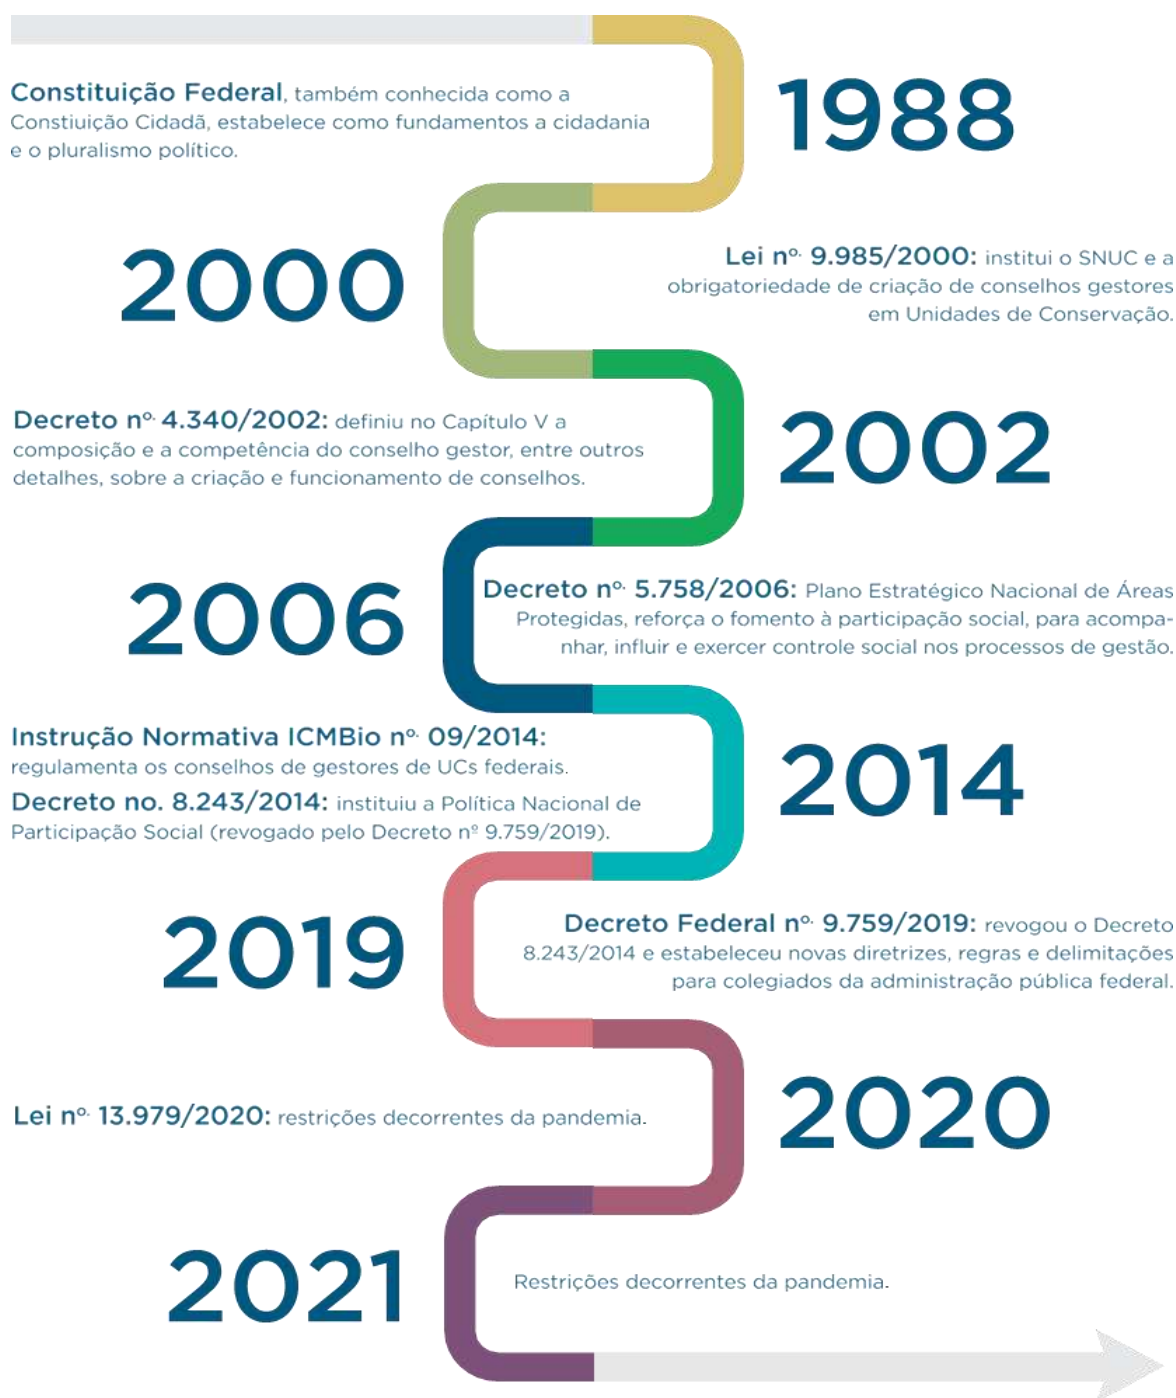 Constituição Federal, também conhecida como a
Constiuição Cidadã, estabelece como fundamentos a cidadania
e o pluralismo político.
1988
2000
Lei nº. 9.985/2000: institui o SNUC e a
obrigatoriedade de criação de conselhos gestores
em Unidades de Conservação.
Decreto nº. 4.340/2002: definiu no Capítulo V a
composição e a competência do conselho gestor, entre outros
detalhes, sobre a criação e funcionamento de conselhos.
2002
2006
Decreto nº. 5.758/2006: Plano Estratégico Nacional de Áreas
Protegidas, reforça o fomento à participação social, para acompa-
nhar, influir e exercer controle social nos processos de gestão.
Instrução Normativa ICMBio nº. 09/2014:
regulamenta os conselhos de gestores de UCs federais.
Decreto no. 8.243/2014: instituiu a Política Nacional de
Participação Social (revogado pelo Decreto nº 9.759/2019).
2014
2019
Decreto Federal nº. 9.759/2019: revogou o Decreto
8.243/2014 e estabeleceu novas diretrizes, regras e delimitações
para colegiados da administração pública federal.
Lei nº. 13.979/2020: restrições decorrentes da pandemia.
2020
2021
Restrições decorrentes da pandemia.